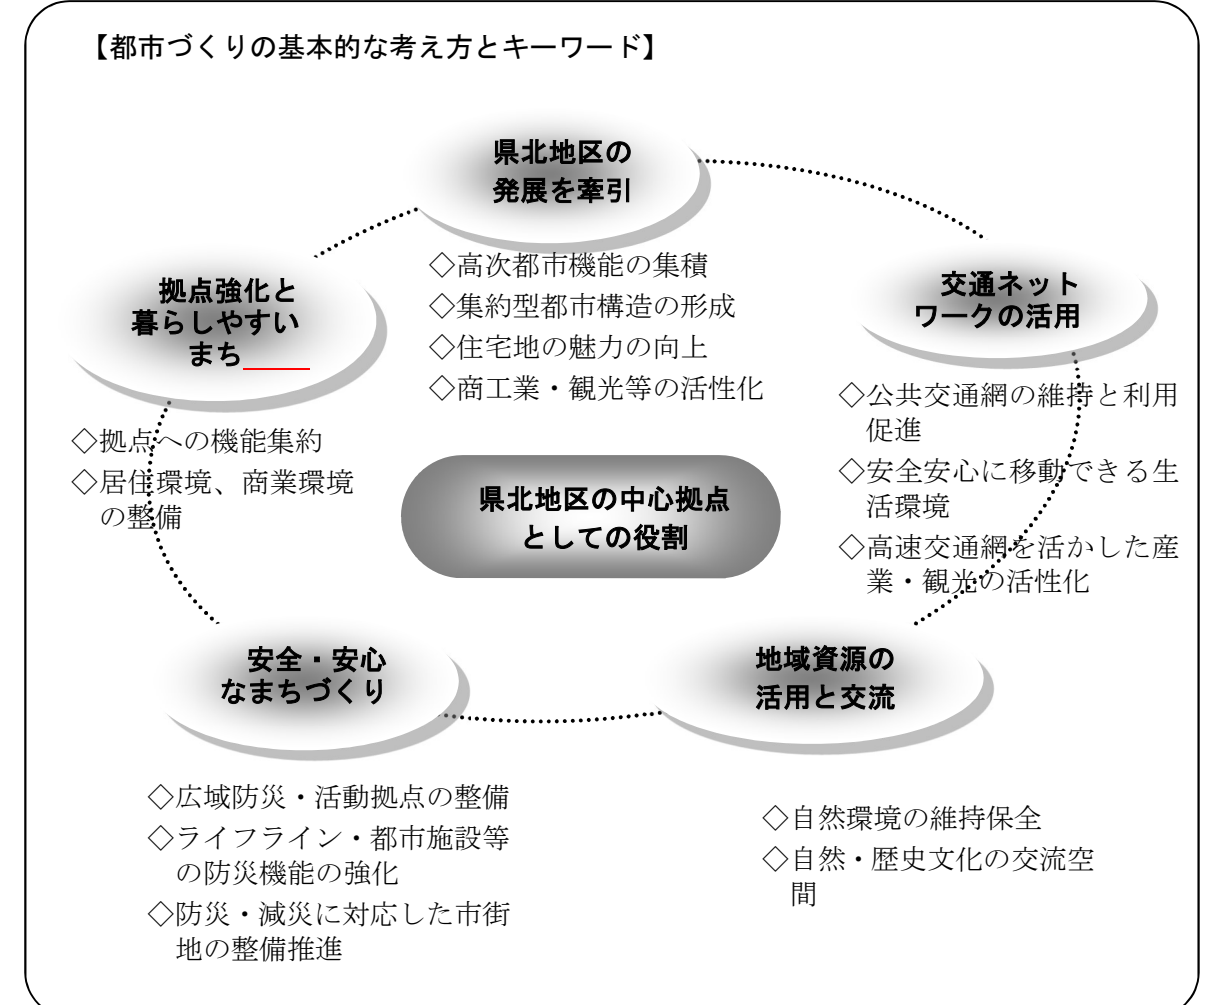 【都市づくりの基本的な考え方とキーワード】
県北地区の
発展を牽引
◇高次都市機能の集積
◇集約型都市構造の形成
◇住宅地の魅力の向上
◇商工業・観光等の活性化
拠点強化と
暮らしやすい
まち
◇拠点への機能集約
◇居住環境、商業環境
の整備
交通ネット
ワークの活用
◇公共交通網の維持と利用
促進
◇安全安心に移動できる生
活環境
◇高速交通網を活かした産
業・観光の活性化
県北地区の中心拠点
としての役割
安全・安心
なまちづくり
◇広域防災・活動拠点の整備
◇ライフライン・都市施設等
の防災機能の強化
◇防災・減災に対応した市街
地の整備推進
地域資源の
活用と交流
◇自然環境の維持保全
◇自然・歴史文化の交流空
間